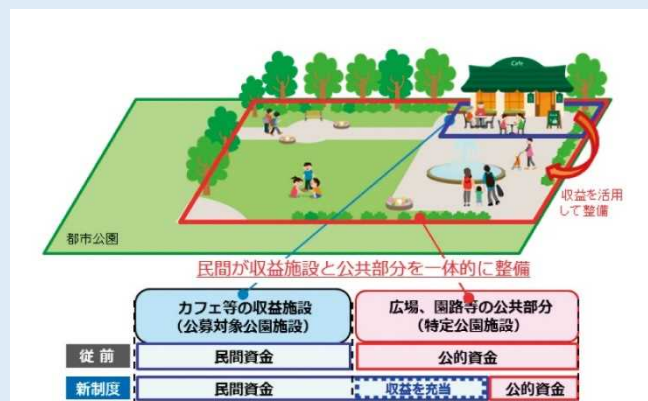 Cafe
収益を活用
して整備
都市公園
民間が収益施設と公共部分を一体的に整備
カフェ等の収益施設
（公募対象公園施設）
広場、園路等の公共部分
（特定公園施設）
従前
民間資金
公的資金
新制度
民間資金
収益を充当
公的資金